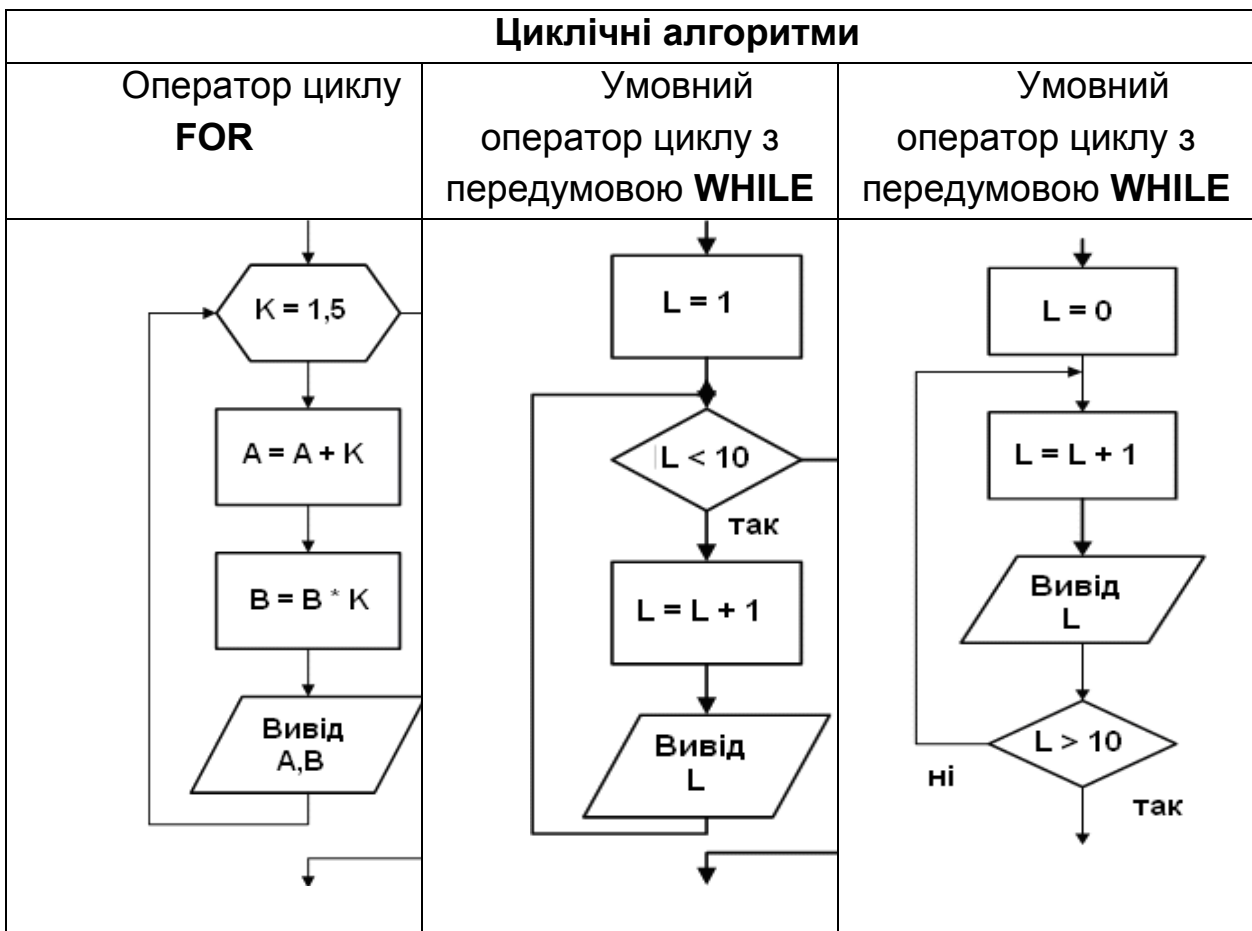 Циклічні алгоритми
Оператор циклу
FOR
Умовний
оператор циклу з
передумовою WHILE
Умовний
оператор циклу з
передумовою WHILE
K = 1,5
A = A + K
B = B * K
Вивід
A,B
L = 1
L < 10
так
L = L + 1
Вивід
L
L = 0
L = L + 1
Вивід
L
L > 10
ні
так